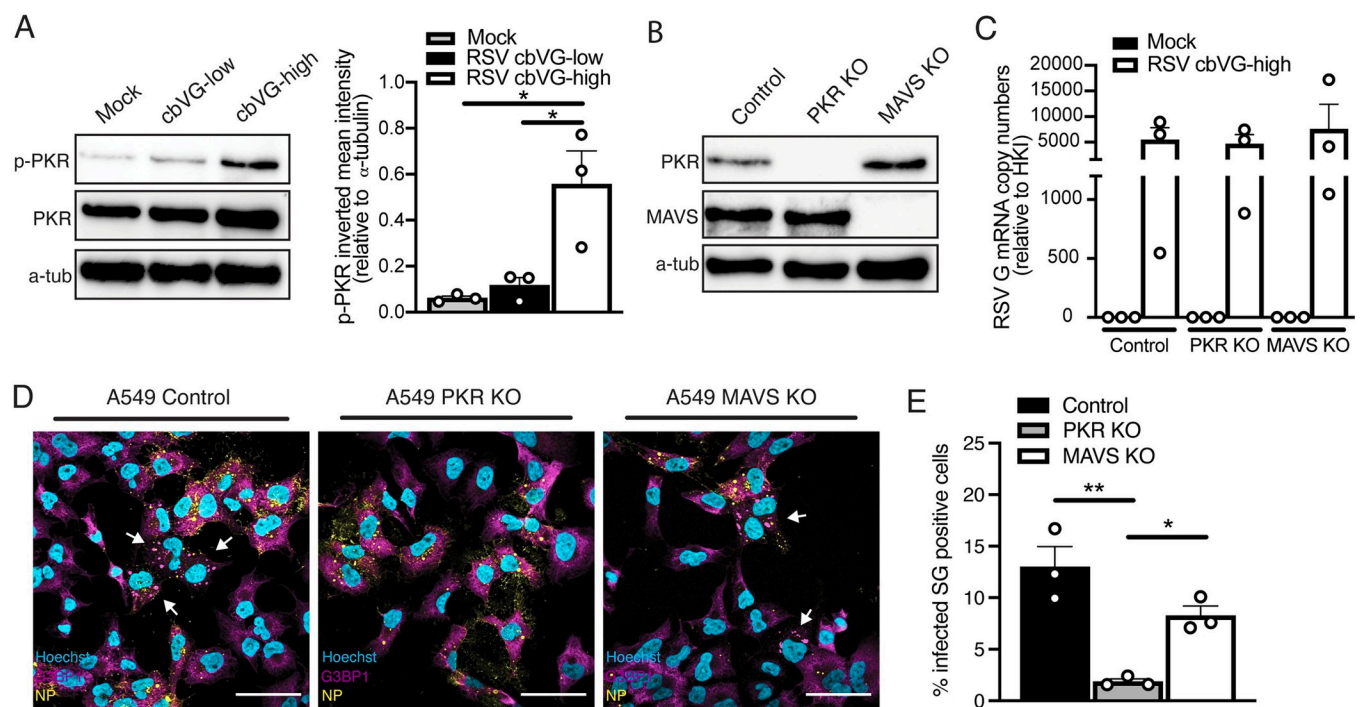 A
Mock
cbVG-low
cbVG-high
p-PKR
PKR
a-tub
Mock
RSV cbVG-low
RSV cbVG-high
p-PKR inverted mean intensity
(relative to α-tubulin)
1.0
0.8
0.6
0.4
0.2
0.0
*
*
B
Control
PKR KO
MAVS KO
PKR
MAVS
a-tub
C
Mock
RSV cbVG-high
RSV G mRNA copy numbers
(relative to HKI)
20000
15000
10000
5000
1000
500
0
Control
PKR KO
MAVS KO
D
A549 Control
A549 PKR KO
A549 MAVS KO
Hoechst
G3BP1
NP
Hoechst
G3BP1
NP
Hoechst
G3BP1
NP
E
Control
PKR KO
MAVS KO
% infected SG positive cells
25
20
15
10
5
0
**
*